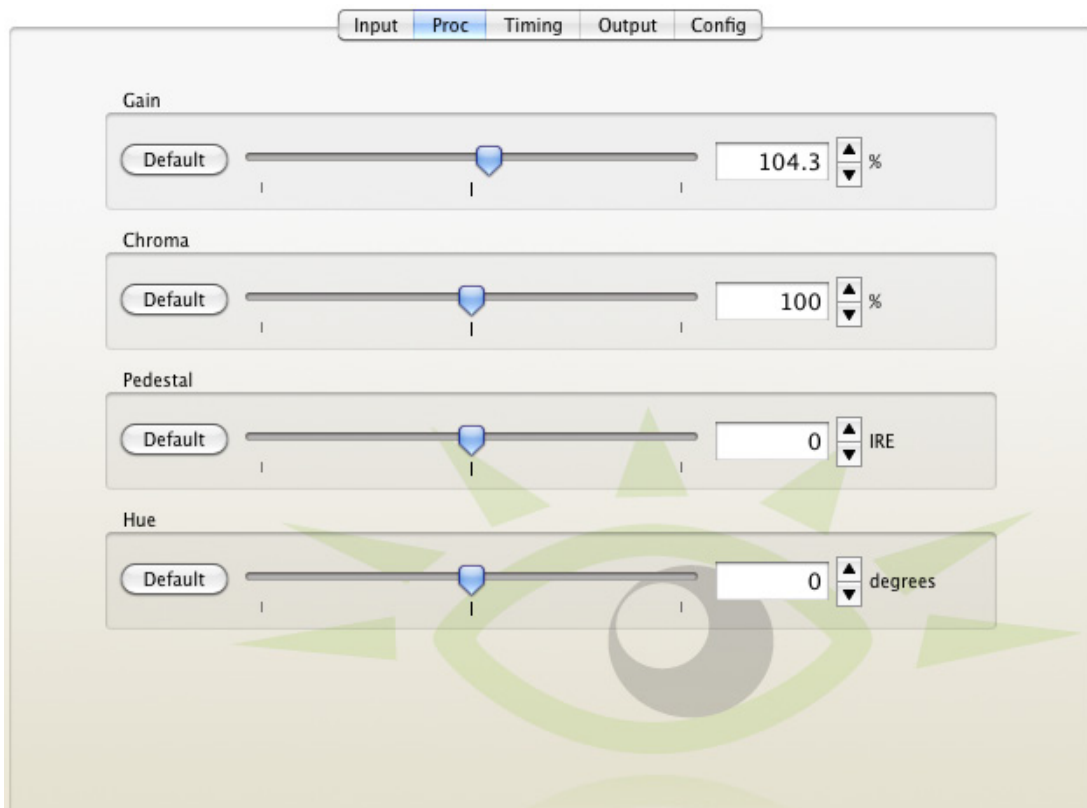 Input Proc Timing Output Config
Gain
Default 104.3 %
Chroma
Default 100 %
Pedestal
Default 0 IRE
Hue
Default 0 degrees